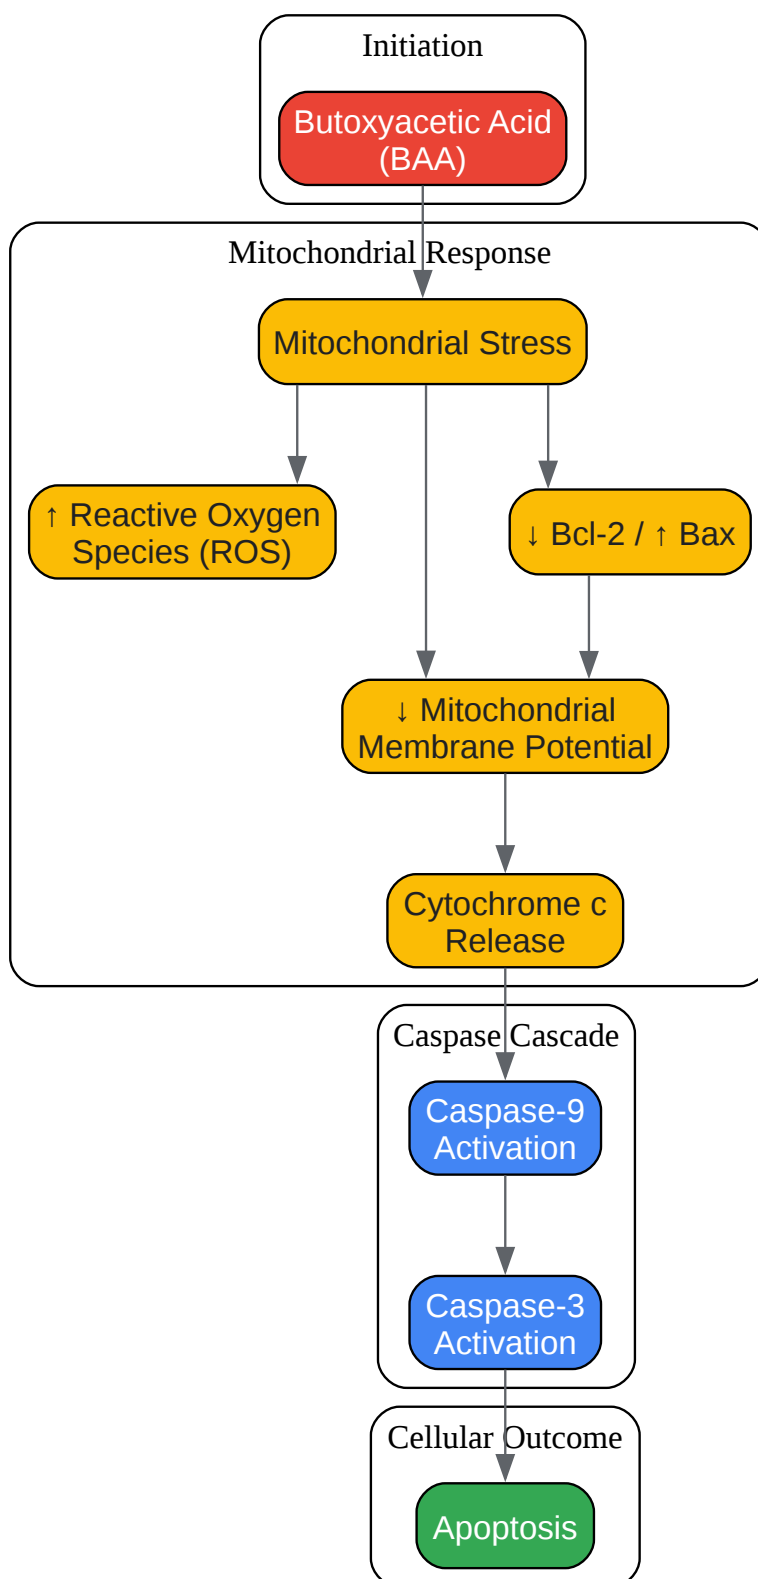 Initiation
Butoxyacetic Acid
(BAA)
Mitochondrial Response
Mitochondrial Stress
↑ Reactive Oxygen
Species (ROS)
↓ Bcl-2 / ↑ Bax
↓ Mitochondrial
Membrane Potential
Cytochrome c
Release
Caspase Cascade
Caspase-9
Activation
Caspase-3
Activation
Cellular Outcome
Apoptosis